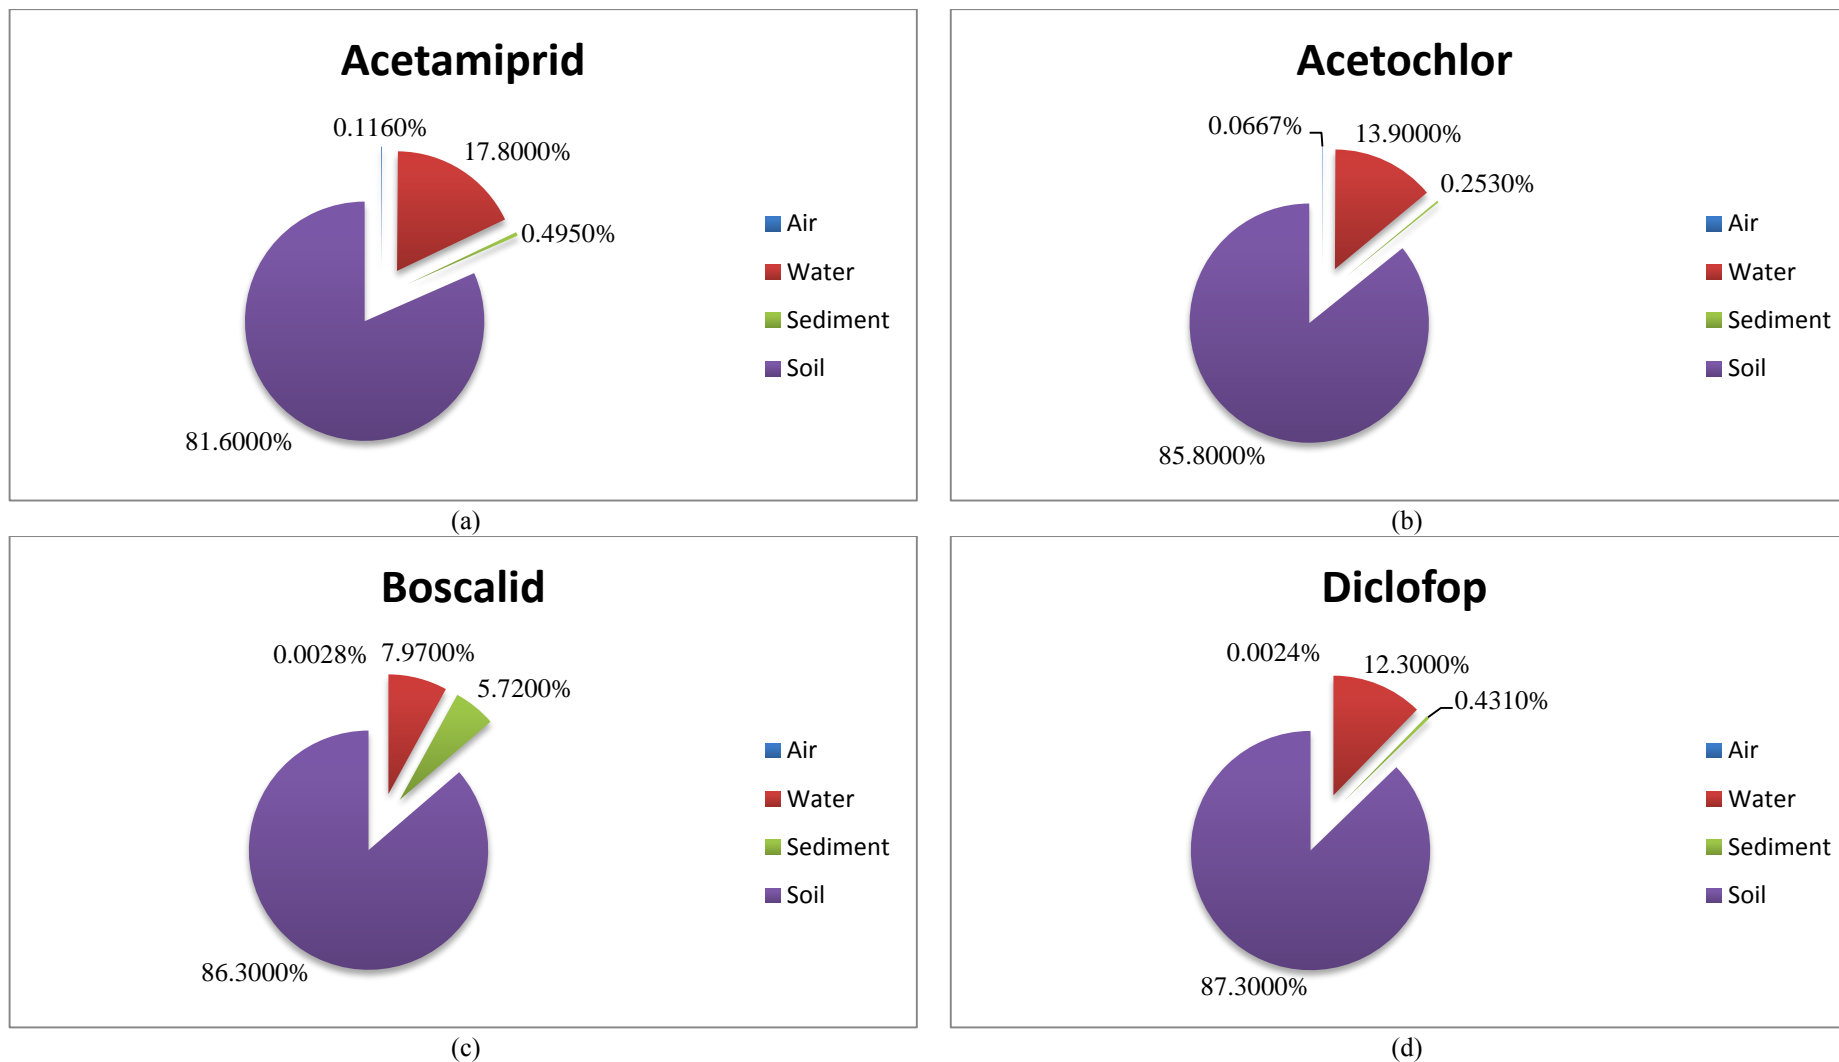 Acetamiprid
0.1160%
17.8000%
0.4950%
81.6000%
Air
Water
Sediment
Soil
(a)
Acetochlor
0.0667%
13.9000%
0.2530%
85.8000%
Air
Water
Sediment
Soil
(b)
Boscalid
0.0028%
7.9700%
5.7200%
86.3000%
Air
Water
Sediment
Soil
(c)
Diclofop
0.0024%
12.3000%
0.4310%
87.3000%
Air
Water
Sediment
Soil
(d)